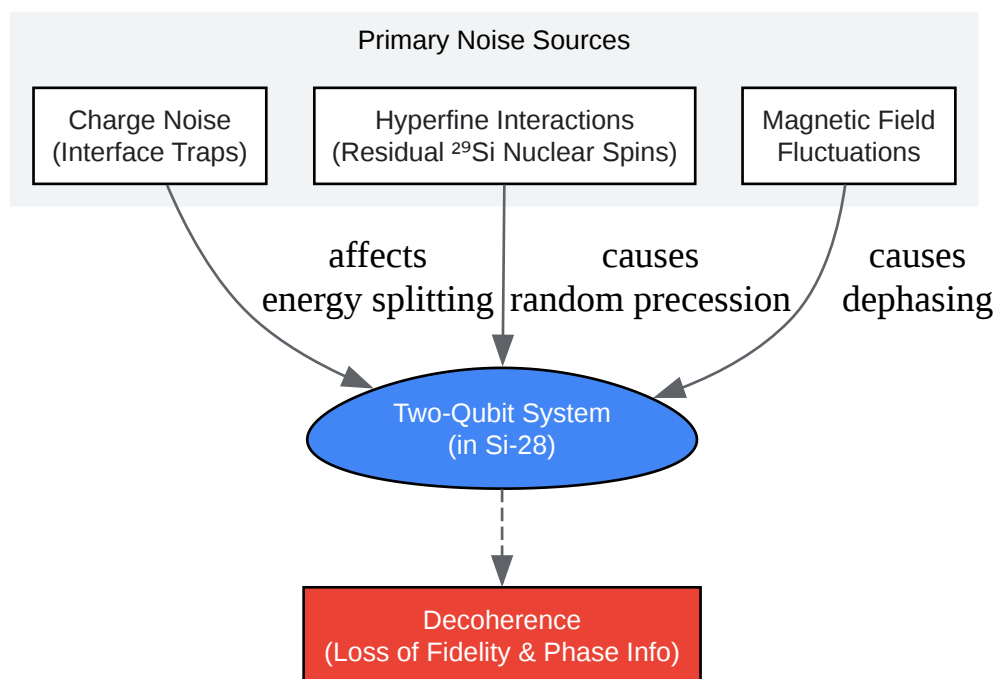 Primary Noise Sources
Charge Noise
(Interface Traps)
Hyperfine Interactions
(Residual ²⁹Si Nuclear Spins)
Magnetic Field
Fluctuations
affects
energy splitting
causes
random precession
causes
dephasing
Two-Qubit System
(in Si-28)
Decoherence
(Loss of Fidelity & Phase Info)